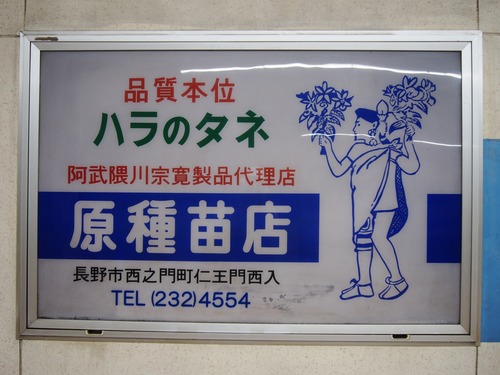 品質本位
ハラのタネ
阿武隈川宗寛製品代理店
原種苗店
長野市西之門町仁王門西入
TEL (232) 4554